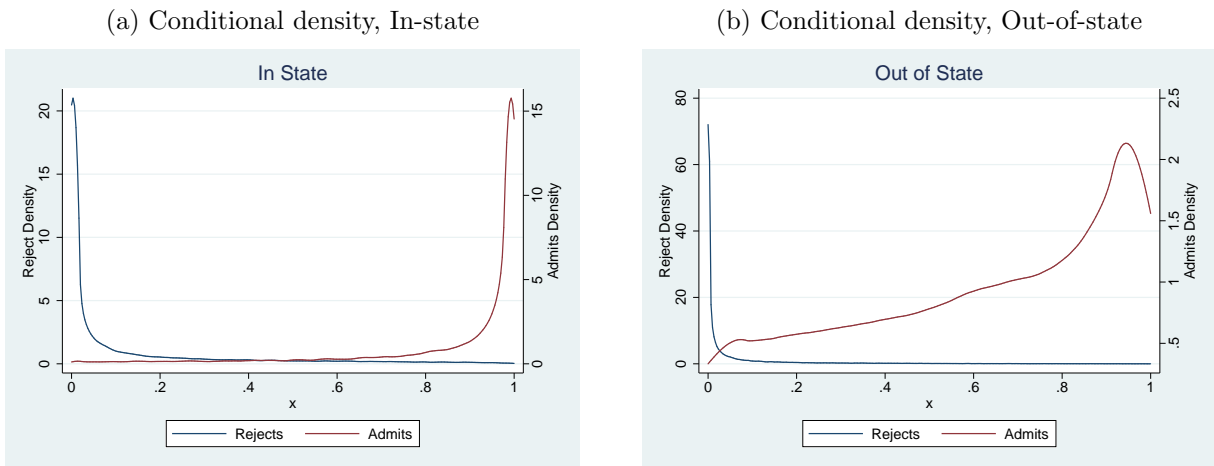 (a) Conditional density, In-state
In State
Reject Density
20
15
10
5
0
15
10
5
0
Admits Density
0 .2 .4 .6 .8 1
x
Rejects Admits
(b) Conditional density, Out-of-state
Out of State
Reject Density
80
60
40
20
0
2.5
2
1.5
1
.5
Admits Density
0 .2 .4 .6 .8 1
x
Rejects Admits